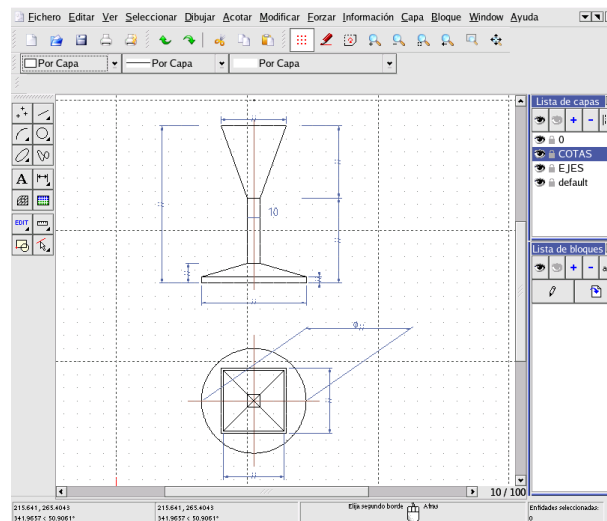 Fichero Editar Ver Seleccionar Dibujar Acotar Modificar Forzar Información Capa Bloque Window Ayuda
Por Capa Por Capa Por Capa
Lista de capas
0
COTAS
EJES
default
A
10
EDIT
Lista de bloques
10 / 100
215.641, 265.4043 215.641, 265.4043 Elija segundo borde Atras Entidades seleccionadas:
341.9657 < 50.9061° 341.9657 < 50.9061° 0